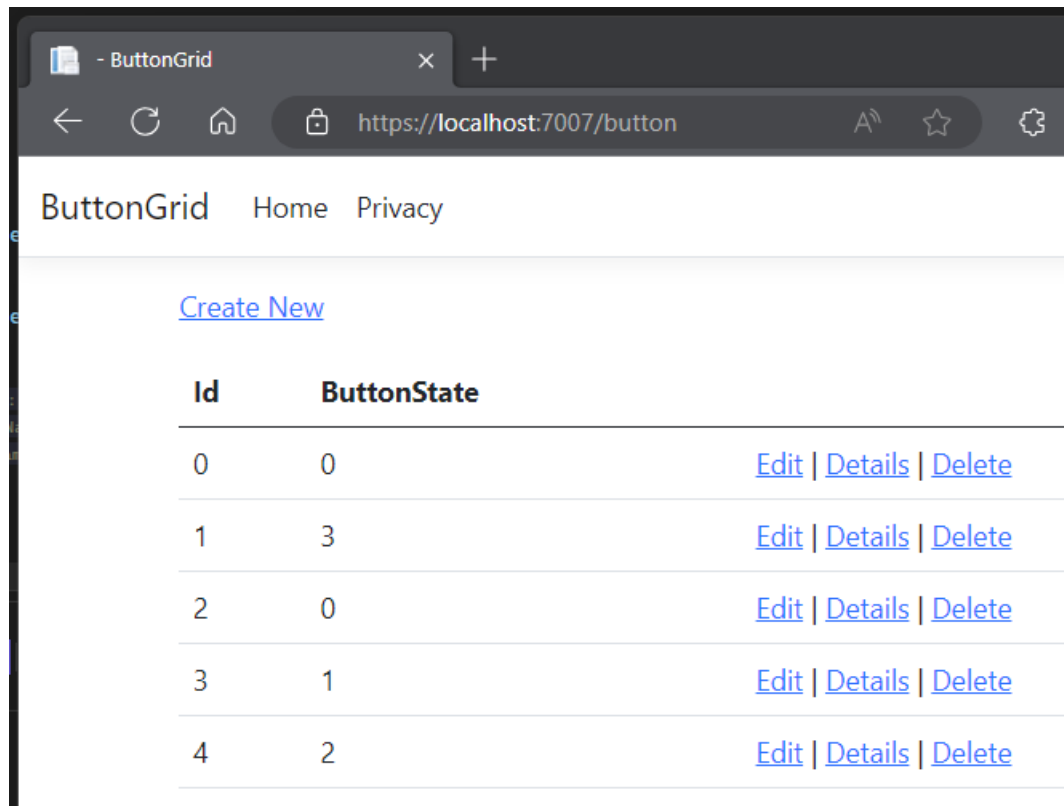 - ButtonGrid
https://localhost:7007/button
ButtonGrid Home Privacy
Create New
Id ButtonState
0 0 Edit | Details | Delete
1 3 Edit | Details | Delete
2 0 Edit | Details | Delete
3 1 Edit | Details | Delete
4 2 Edit | Details | Delete